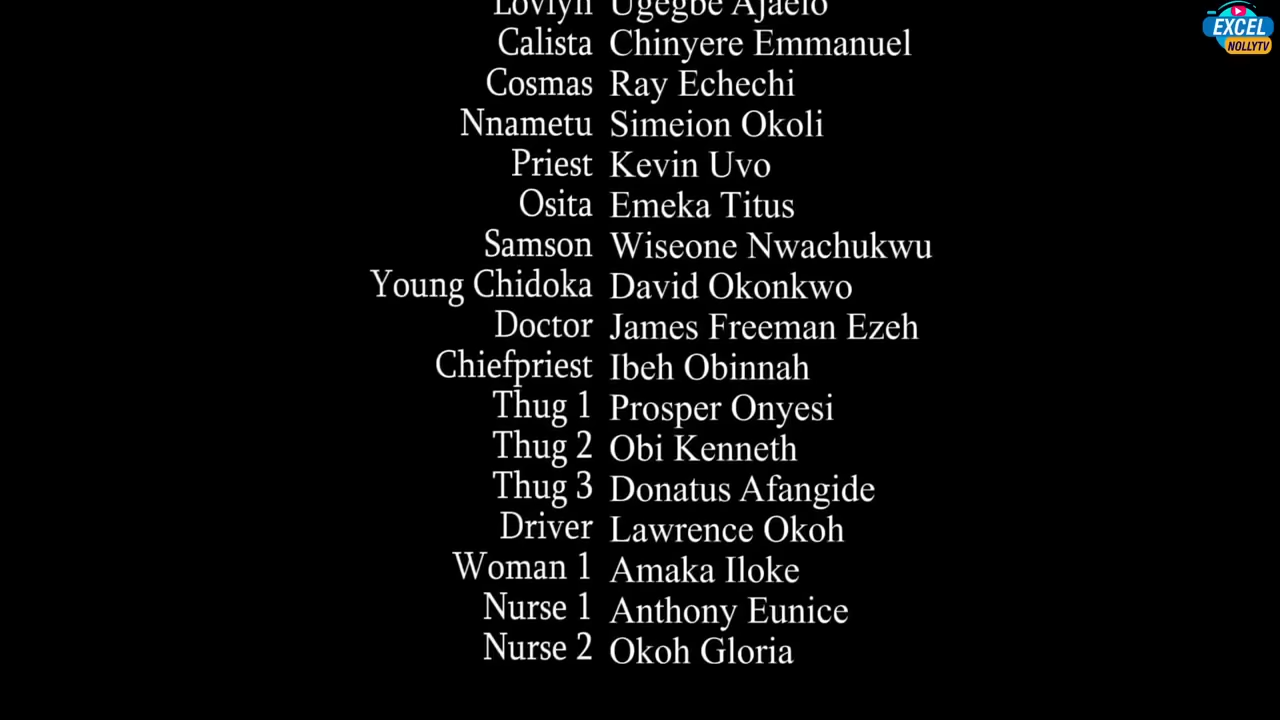 Lovlyn Ugegbe Ajaelo
Calista Chinyere Emmanuel
Cosmas Ray Echechi
Nnametu Simeion Okoli
Priest Kevin Uvo
Osita Emeka Titus
Samson Wiseone Nwachukwu
Young Chidoka David Okonkwo
Doctor James Freeman Ezeh
Chiefpriest Ibeh Obinnah
Thug 1 Prosper Onyesi
Thug 2 Obi Kenneth
Thug 3 Donatus Afangide
Driver Lawrence Okoh
Woman 1 Amaka Iloke
Nurse 1 Anthony Eunice
Nurse 2 Okoh Gloria
EXCEL
NOLLYTV